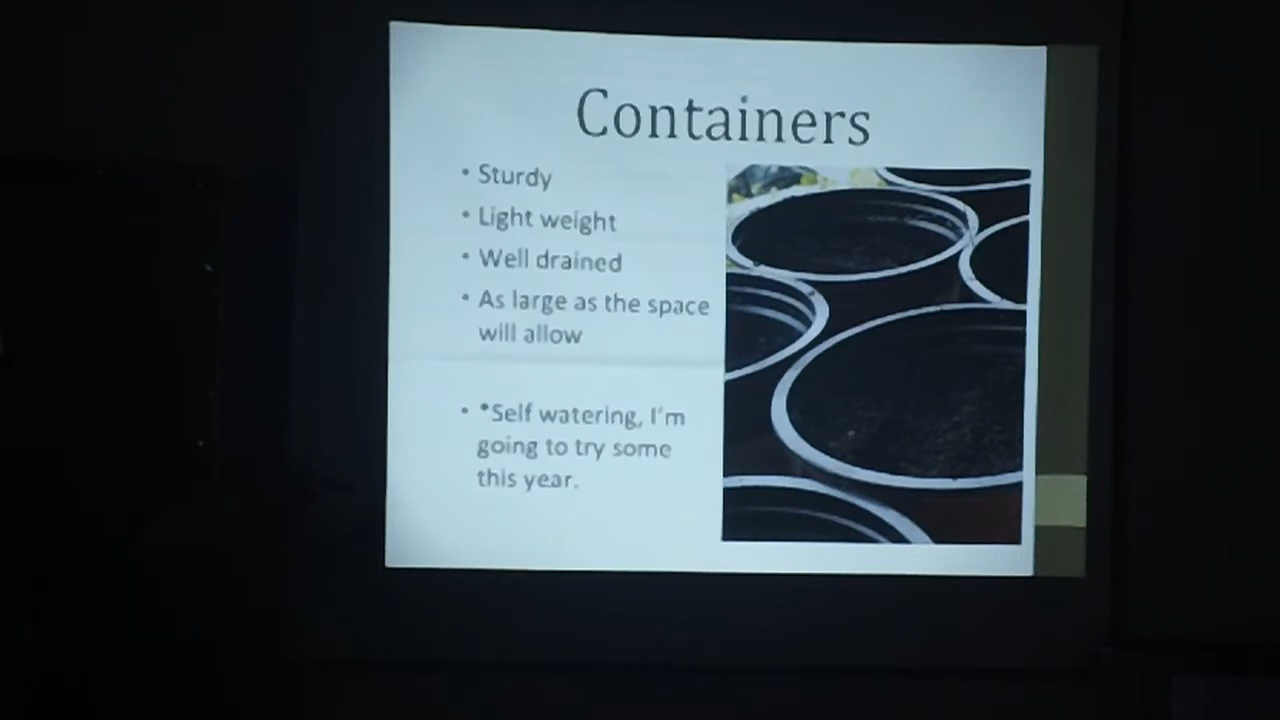 Containers
• Sturdy
• Light weight
• Well drained
• As large as the space
will allow
• *Self watering, I'm
going to try some
this year.